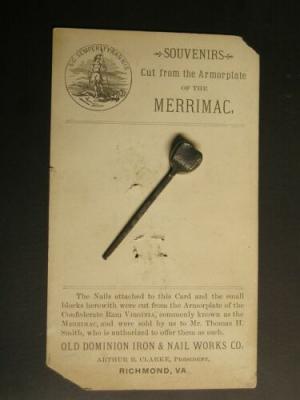 SIC SEMPER TYRANNIS
SOUVENIRS
Cut from the Armorplate
OF THE
MERRIMAC.
The Nails attached to this Card and the small
blocks herewith were cut from the Armorplate of the
Confederate Ram VIRGINIA, commonly known as the
MERRIMAC, and were sold by us to Mr. Thomas H.
Smith, who is authorized to offer them as such.
OLD DOMINION IRON & NAIL WORKS CO.
ARTHUR B. CLARKE, PRESIDENT,
RICHMOND, VA.